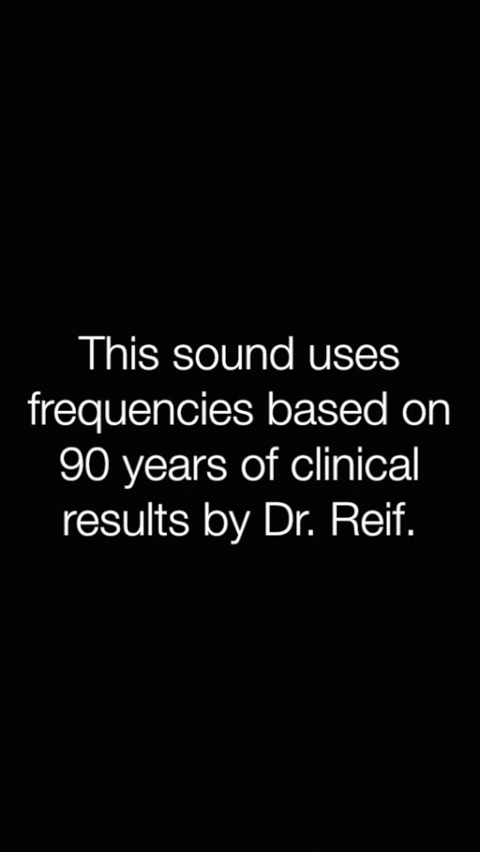 This sound uses
frequencies based on
90 years of clinical
results by Dr. Reif.